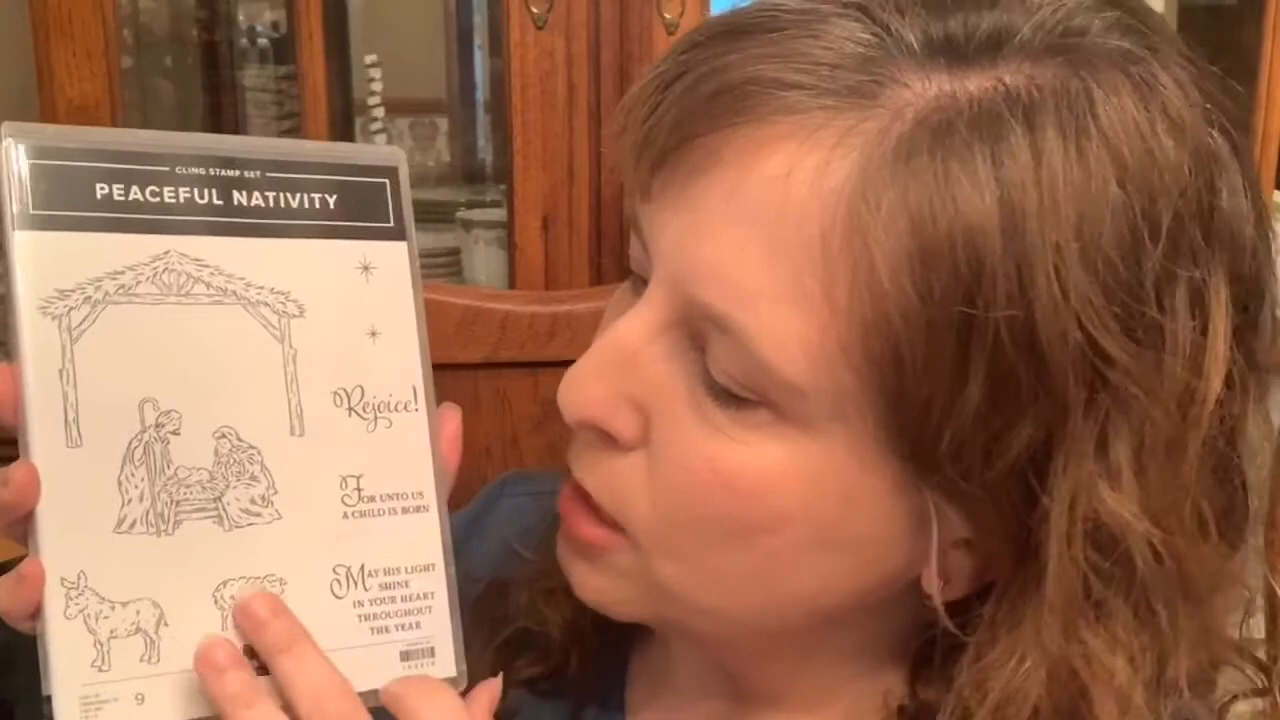 CLING STAMP SET
PEACEFUL NATIVITY
Rejoice!
FOR UNTO US
A CHILD IS BORN
MAY HIS LIGHT
SHINE
IN YOUR HEART
THROUGHOUT
THE YEAR
9